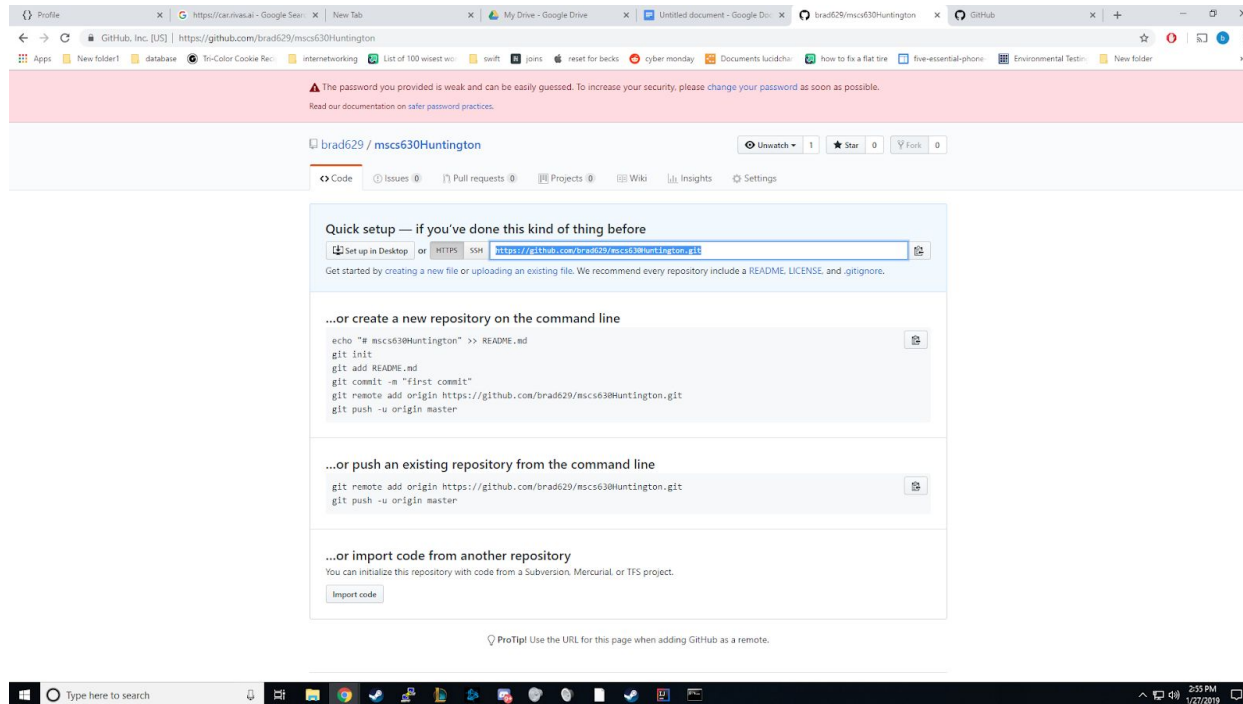 {} Profile
https://car.rivas.ai - Google Sear
New Tab
My Drive - Google Drive
Untitled document - Google Do
brad629/mscs630Huntington
GitHub
GitHub, Inc. [US] | https://github.com/brad629/mscs630Huntington
Apps New folder1 database Tri-Color Cookie Reci internetworking List of 100 wisest wo swift joins reset for becks cyber monday Documents lucidcha how to fix a flat tire five-essential-phone- Environmental Testin New folder
The password you provided is weak and can be easily guessed. To increase your security, please change your password as soon as possible.
Read our documentation on safer password practices.
brad629 / mscs630Huntington
Unwatch 1 Star 0 Fork 0
<> Code Issues 0 Pull requests 0 Projects 0 Wiki Insights Settings
Quick setup — if you've done this kind of thing before
Set up in Desktop or HTTPS SSH https://github.com/brad629/mscs630Huntington.git
Get started by creating a new file or uploading an existing file. We recommend every repository include a README, LICENSE, and .gitignore.
...or create a new repository on the command line
echo "# mscs630Huntington" >> README.md
git init
git add README.md
git commit -m "first commit"
git remote add origin https://github.com/brad629/mscs630Huntington.git
git push -u origin master
...or push an existing repository from the command line
git remote add origin https://github.com/brad629/mscs630Huntington.git
git push -u origin master
...or import code from another repository
You can initialize this repository with code from a Subversion, Mercurial, or TFS project.
Import code
ProTip! Use the URL for this page when adding GitHub as a remote.
Type here to search
2:55 PM
1/27/2019